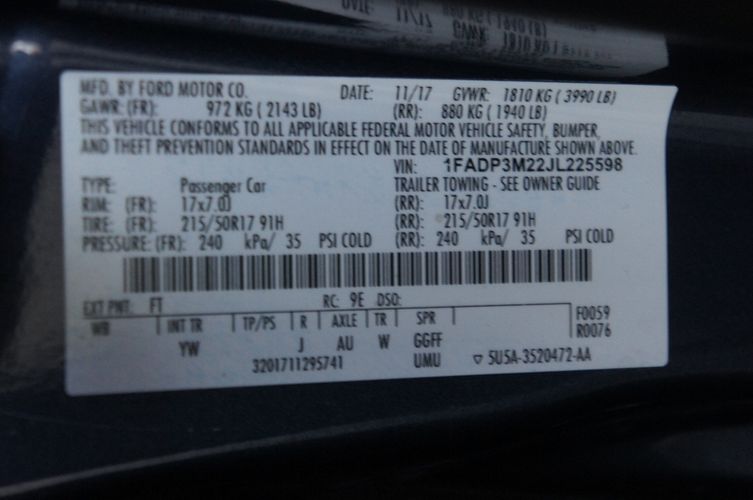 MFD. BY FORD MOTOR CO. DATE: 11/17 GVWR: 1810 KG ( 3990 LB)
GAWR: (FR): 972 KG ( 2143 LB) (RR): 880 KG ( 1940 LB)
THIS VEHICLE CONFORMS TO ALL APPLICABLE FEDERAL MOTOR VEHICLE SAFETY, BUMPER,
AND THEFT PREVENTION STANDARDS IN EFFECT ON THE DATE OF MANUFACTURE SHOWN ABOVE.
VIN: 1FADP3M22JL225598
TYPE: Passenger Car TRAILER TOWING - SEE OWNER GUIDE
RIM: (FR): 17x7.0J (RR): 17x7.0J
TIRE: (FR): 215/50R17 91H (RR): 215/50R17 91H
PRESSURE: (FR): 240 kPa/ 35 PSI COLD (RR): 240 kPa/ 35 PSI COLD
EXT PNT: FT RC: 9E DSO: F0059
WB INT TR TP/PS R AXLE TR SPR R0076
YW J AU W GGFF
3201711295741 UMU ▽ 5U5A-3520472-AA